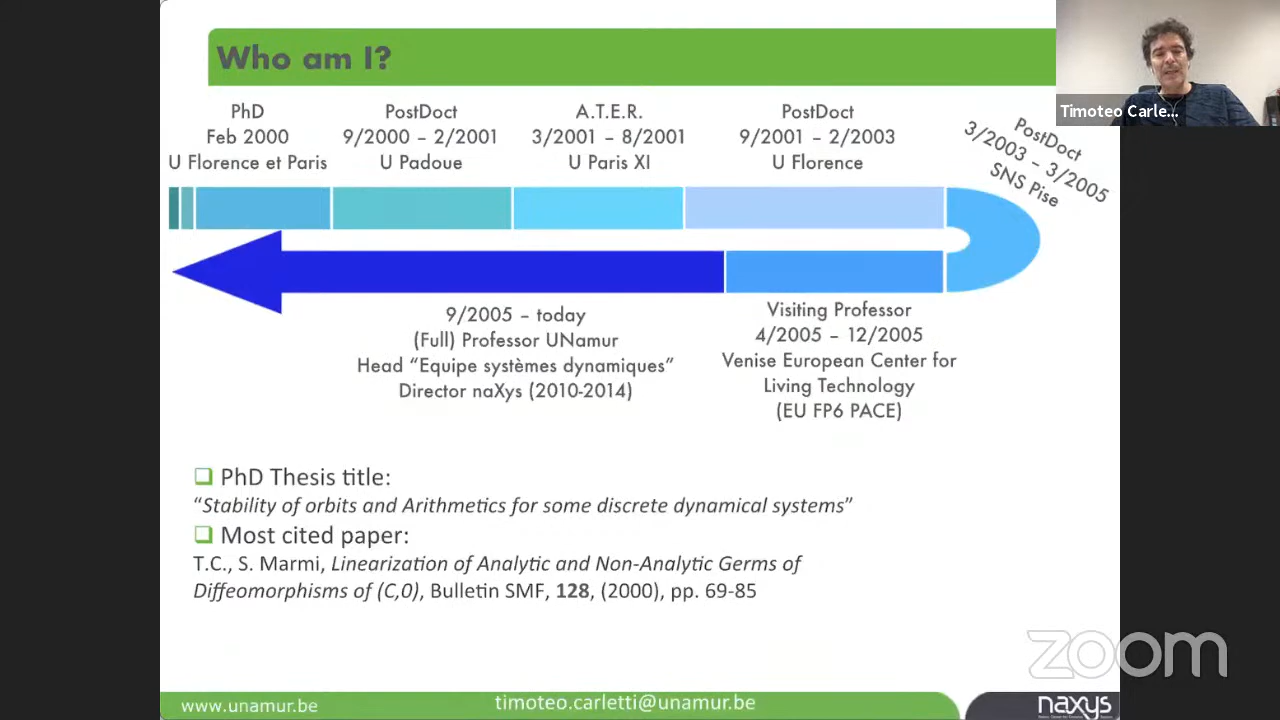 Who am I?
Timoteo Carle...
PhD
Feb 2000
U Florence et Paris
PostDoct
9/2000 – 2/2001
U Padoue
A.T.E.R.
3/2001 – 8/2001
U Paris XI
PostDoct
9/2001 – 2/2003
U Florence
PostDoct
3/2003 – 3/2005
SNS Pise
9/2005 – today
(Full) Professor UNamur
Head “Equipe systèmes dynamiques”
Director naXys (2010-2014)
Visiting Professor
4/2005 – 12/2005
Venise European Center for
Living Technology
(EU FP6 PACE)
PhD Thesis title:
“Stability of orbits and Arithmetics for some discrete dynamical systems”
Most cited paper:
T.C., S. Marmi, Linearization of Analytic and Non-Analytic Germs of
Diffeomorphisms of (C,0), Bulletin SMF, 128, (2000), pp. 69-85
zoom
www.unamur.be
timoteo.carletti@unamur.be
naxys